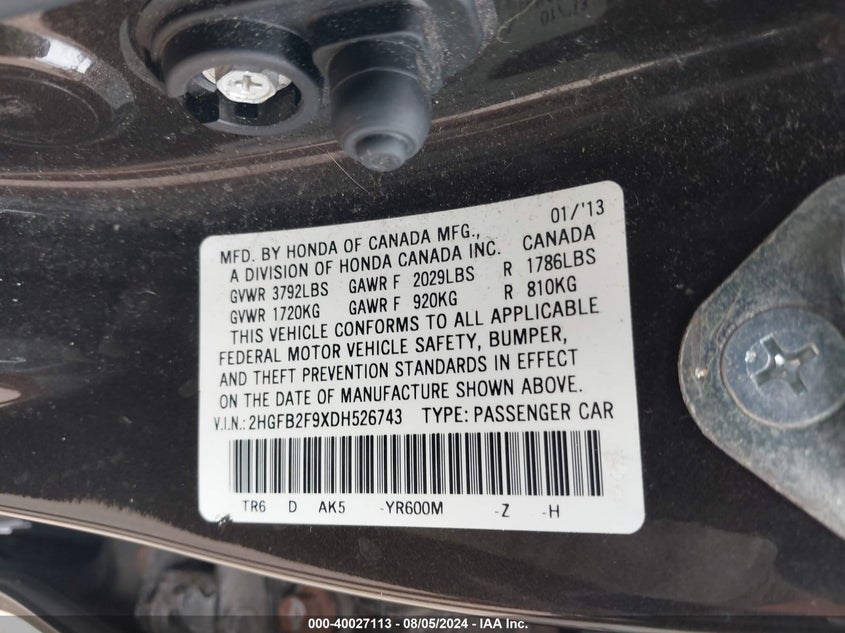 01/'13
MFD. BY HONDA OF CANADA MFG.,
A DIVISION OF HONDA CANADA INC. CANADA
GVWR 3792LBS GAWR F 2029LBS R 1786LBS
GVWR 1720KG GAWR F 920KG R 810KG
THIS VEHICLE CONFORMS TO ALL APPLICABLE
FEDERAL MOTOR VEHICLE SAFETY, BUMPER,
AND THEFT PREVENTION STANDARDS IN EFFECT
ON THE DATE OF MANUFACTURE SHOWN ABOVE.
V.I.N.: 2HGFB2F9XDH526743 TYPE: PASSENGER CAR
TR6 D AK5 -YR600M -Z -H
000-40027113 - 08/05/2024 - IAA Inc.